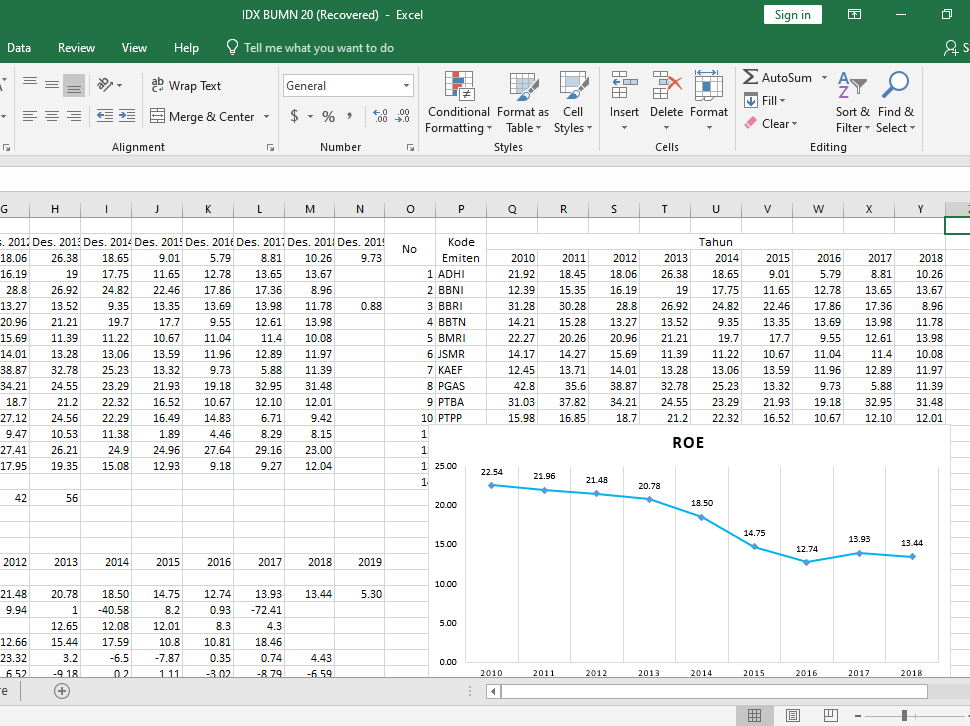 IDX BUMN 20 (Recovered) - Excel
Sign in
Data Review View Help Tell me what you want to do
Wrap Text General AutoSum
Merge & Center $ % , Conditional Formatting Format as Table Cell Styles Insert Delete Format Fill Clear Sort & Filter Find & Select
Alignment Number Styles Cells Editing
G H I J K L M N O P Q R S T U V W X Y
Des. 2013 Des. 2014 Des. 2015 Des. 2016 Des. 2017 Des. 2018 Des. 2019 No Kode Emiten Tahun
18.06 26.38 18.65 9.01 5.79 8.81 10.26 9.73 2010 2011 2012 2013 2014 2015 2016 2017 2018
16.19 19 17.75 11.65 12.78 13.65 13.67 1 ADHI 21.92 18.45 18.06 26.38 18.65 9.01 5.79 8.81 10.26
28.8 26.92 24.82 22.46 17.86 17.36 8.96 2 BBNI 12.39 15.35 16.19 19 17.75 11.65 12.78 13.65 13.67
13.27 13.52 9.35 13.35 13.69 13.98 11.78 0.88 3 BBRI 31.28 30.28 28.8 26.92 24.82 22.46 17.86 17.36 8.96
20.96 21.21 19.7 17.7 9.55 12.61 13.98 4 BBTN 14.21 15.28 13.27 13.52 9.35 13.35 13.69 13.98 11.78
15.69 11.39 11.22 10.67 11.04 11.4 10.08 5 BMRI 22.27 20.26 20.96 21.21 19.7 17.7 9.55 12.61 13.98
14.01 13.28 13.06 13.59 11.96 12.89 11.97 6 JSMR 14.17 14.27 15.69 11.39 11.22 10.67 11.04 11.4 10.08
38.87 32.78 25.23 13.32 9.73 5.88 11.39 7 KAEF 12.45 13.71 14.01 13.28 13.06 13.59 11.96 12.89 11.97
34.21 24.55 23.29 21.93 19.18 32.95 31.48 8 PGAS 42.8 35.6 38.87 32.78 25.23 13.32 9.73 5.88 11.39
18.7 21.2 22.32 16.52 10.67 12.10 12.01 9 PTBA 31.03 37.82 34.21 24.55 23.29 21.93 19.18 32.95 31.48
27.12 24.56 22.29 16.49 14.83 6.71 9.42 10 PTPP 15.98 16.85 18.7 21.2 22.32 16.52 10.67 12.10 12.01
9.47 10.53 11.38 1.89 4.46 8.29 8.15
27.41 26.21 24.9 24.96 27.64 29.16 23.00
17.95 19.35 15.08 12.93 9.18 9.27 12.04
42 56
2012 2013 2014 2015 2016 2017 2018 2019
21.48 20.78 18.50 14.75 12.74 13.93 13.44 5.30
9.94 1 -40.58 8.2 0.93 -72.41
12.65 12.08 12.01 8.3 4.3
12.66 15.44 17.59 10.8 10.81 18.46
23.32 3.2 -6.5 -7.87 0.35 0.74 4.43
6.52 -9.18 0.2 1.11 -3.02 -8.79 -6.59
ROE
25.00
20.00
15.00
10.00
5.00
0.00
22.54 21.96 21.48 20.78 18.50 14.75 12.74 13.93 13.44
2010 2011 2012 2013 2014 2015 2016 2017 2018